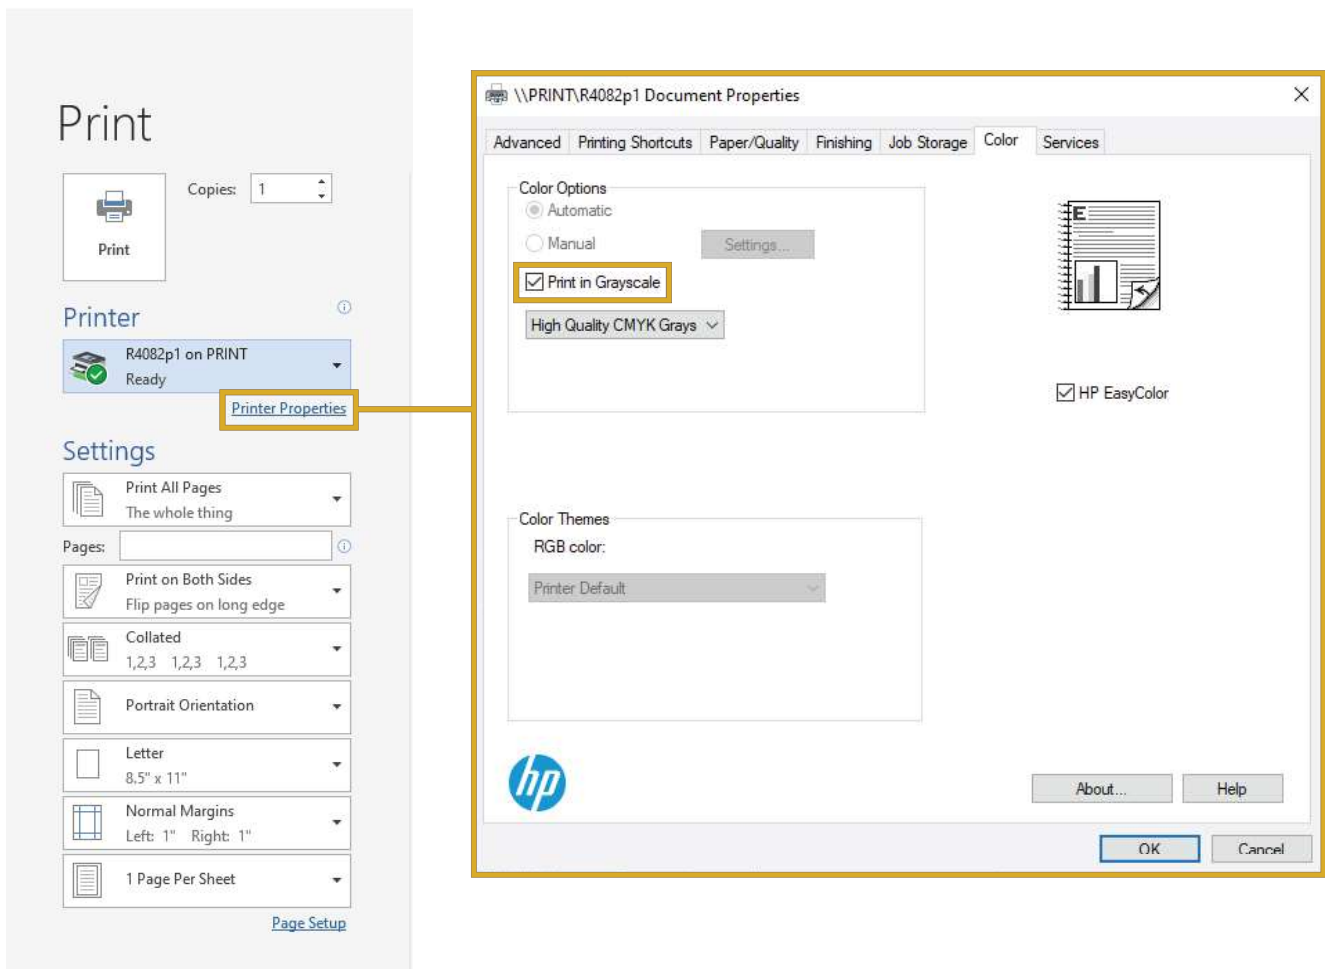 Print
Print
Copies:
1
Printer
R4082p1 on PRINT
Ready
Printer Properties
Settings
Print All Pages
The whole thing
Pages:
Print on Both Sides
Flip pages on long edge
Collated
1,2,3 1,2,3 1,2,3
Portrait Orientation
Letter
8.5" x 11"
Normal Margins
Left: 1" Right: 1"
1 Page Per Sheet
Page Setup
\\PRINT\R4082p1 Document Properties
Advanced Printing Shortcuts Paper/Quality Finishing Job Storage Color Services
Color Options
Automatic
Manual
Settings...
Print in Grayscale
High Quality CMYK Grays
E
HP EasyColor
Color Themes
RGB color:
Printer Default
hp
About... Help
OK Cancel